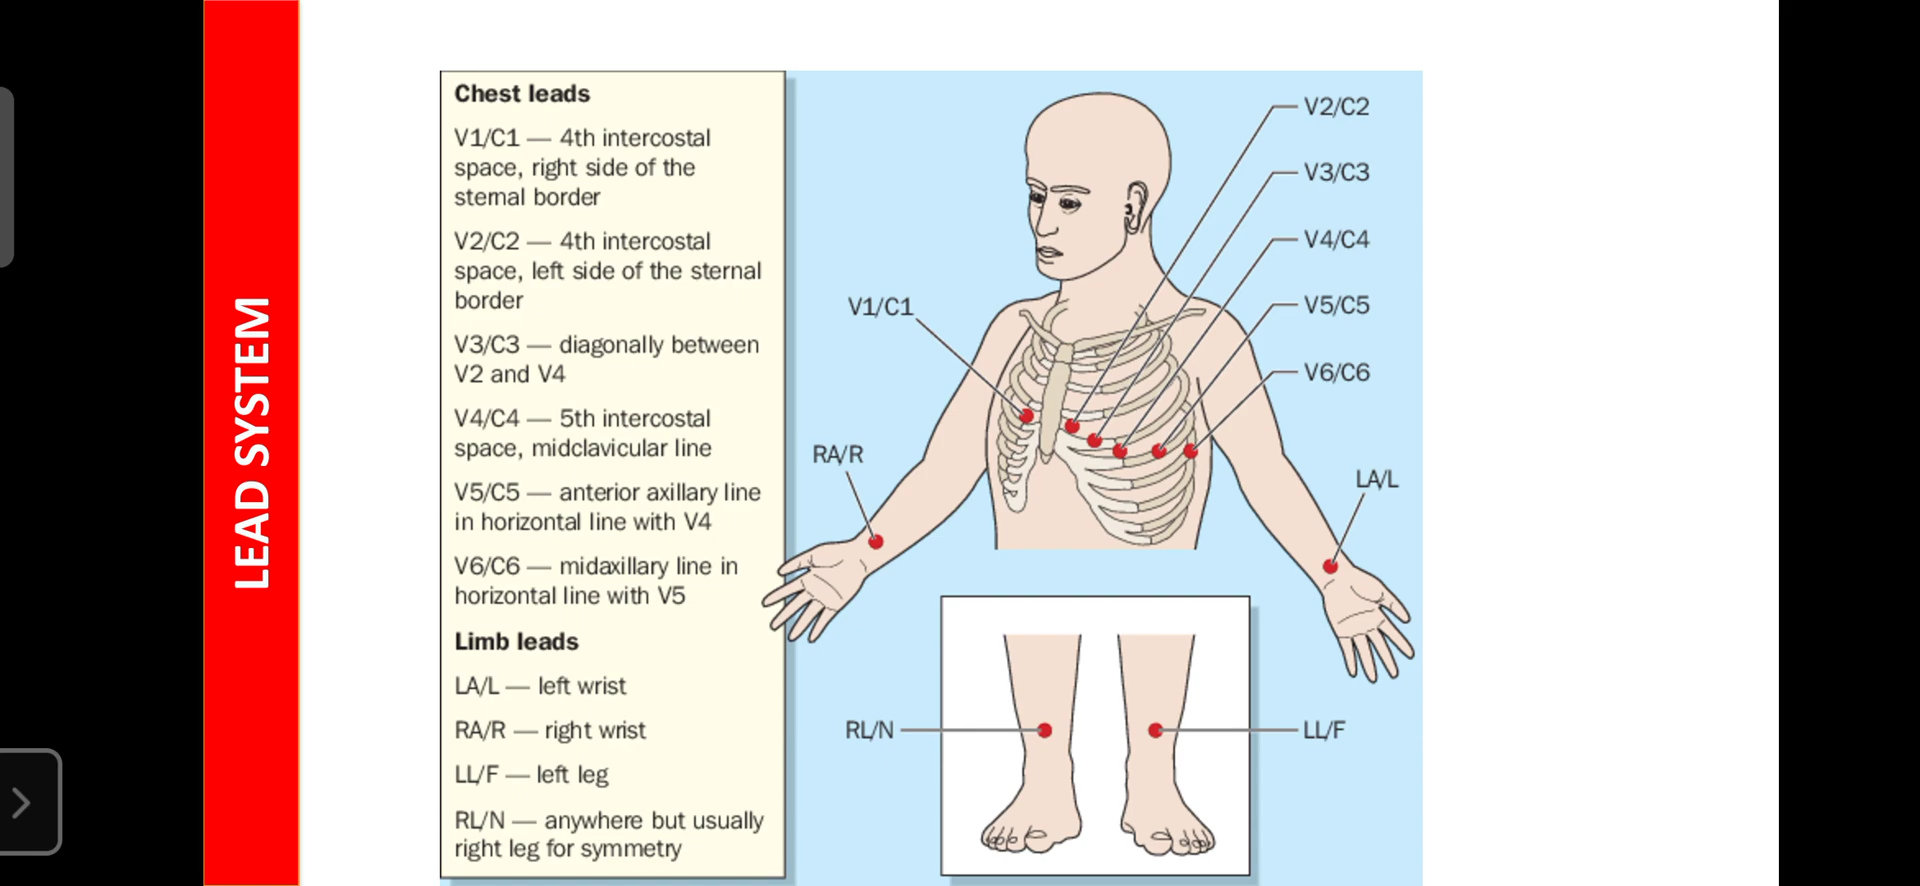 LEAD SYSTEM
Chest leads
V1/C1 — 4th intercostal
space, right side of the
sternal border
V2/C2 — 4th intercostal
space, left side of the sternal
border
V3/C3 — diagonally between
V2 and V4
V4/C4 — 5th intercostal
space, midclavicular line
V5/C5 — anterior axillary line
in horizontal line with V4
V6/C6 — midaxillary line in
horizontal line with V5
Limb leads
LA/L — left wrist
RA/R — right wrist
LL/F — left leg
RL/N — anywhere but usually
right leg for symmetry
V2/C2
V3/C3
V4/C4
V5/C5
V6/C6
V1/C1
RA/R
LA/L
RL/N
LL/F